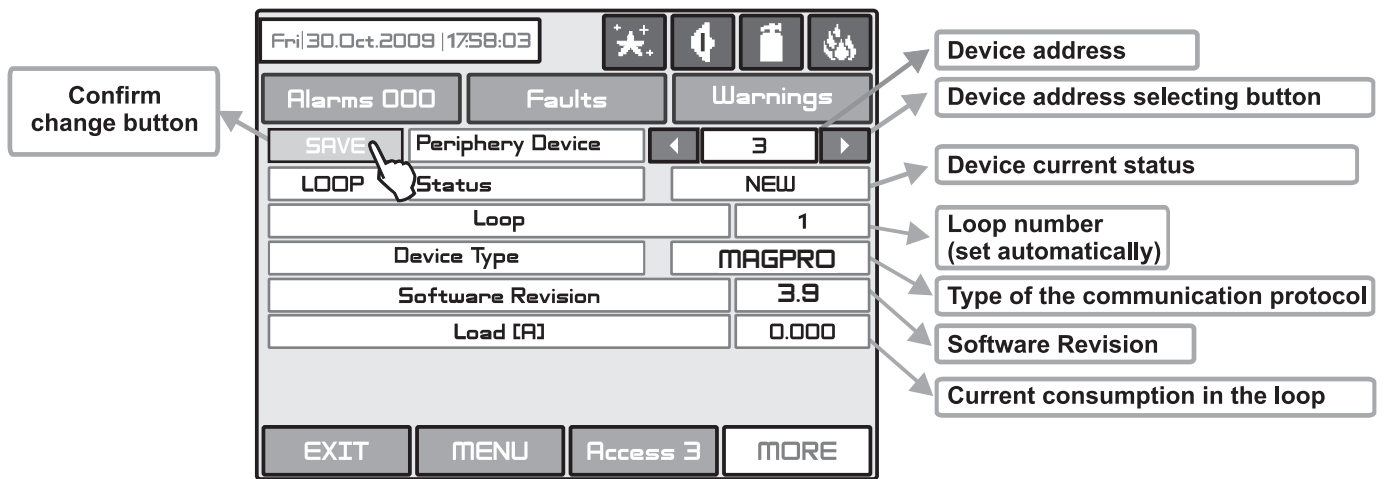 Fri|30.Oct.2009 |17:58:03
Alarms 000
Faults
Warnings
SAVE
Periphery Device
3
LOOP
Status
NEW
Loop
1
Device Type
MAGPRO
Software Revision
3.9
Load [A]
0.000
EXIT
MENU
Access 3
MORE
Confirm
change button
Device address
Device address selecting button
Device current status
Loop number
(set automatically)
Type of the communication protocol
Software Revision
Current consumption in the loop